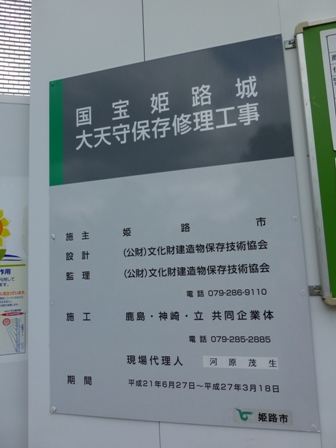 国宝姫路城
大天守保存修理工事
施主 姫路市
設計 (公財)文化財建造物保存技術協会
監理 (公財)文化財建造物保存技術協会
電話 079-286-9110
施工 鹿島・神崎・立 共同企業体
電話 079-285-2885
現場代理人 河原茂生
期間 平成21年6月27日〜平成27年3月18日
姫路市
作用